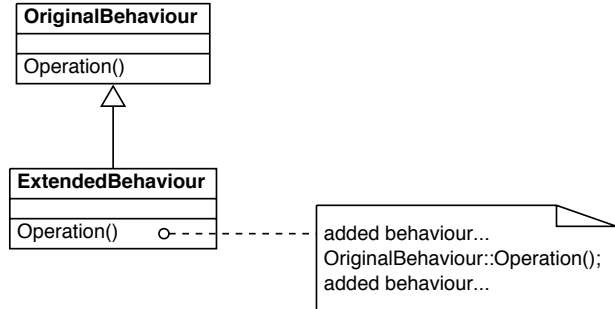 OriginalBehaviour
Operation()
ExtendedBehaviour
Operation()
added behaviour...
OriginalBehaviour::Operation();
added behaviour...